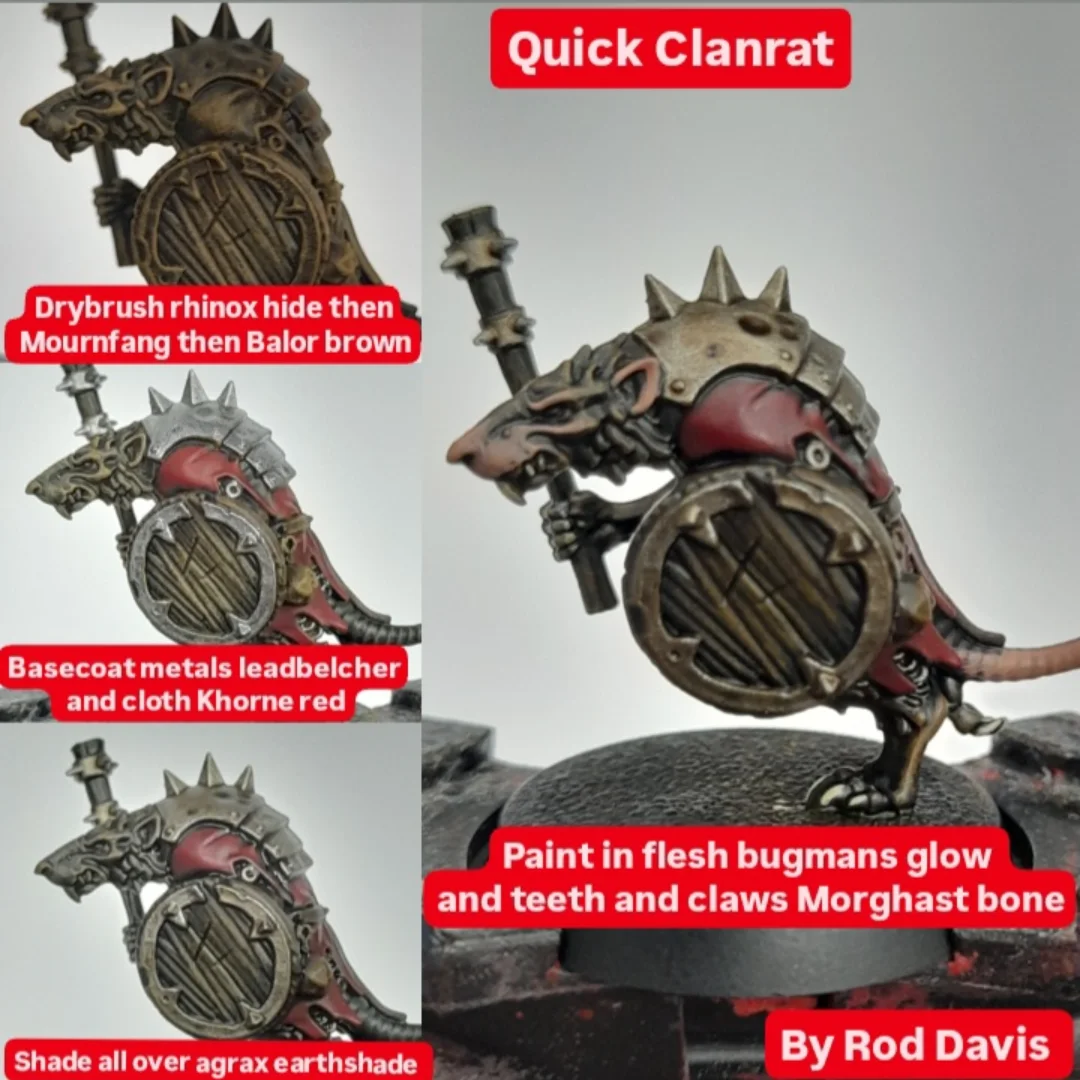 Quick Clanrat
Drybrush rhinox hide then
Mournfang then Balor brown
Basecoat metals leadbelcher
and cloth Khorne red
Shade all over agrax earthshade
Paint in flesh bugmans glow
and teeth and claws Morghast bone
By Rod Davis